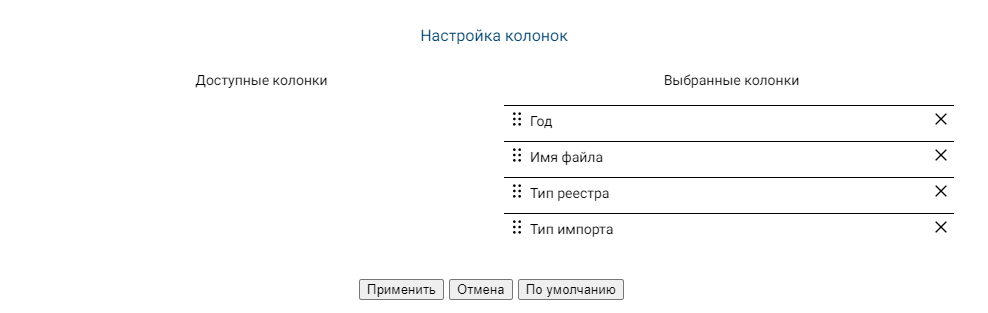 Настройка колонок
Доступные колонки
Выбранные колонки
Год
Имя файла
Тип реестра
Тип импорта
Применить Отмена По умолчанию